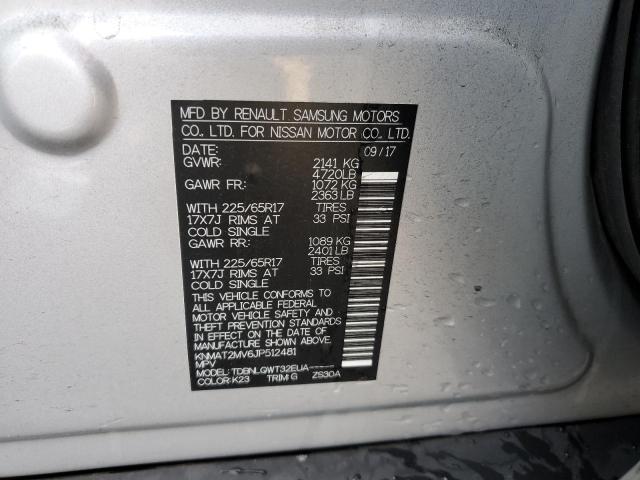 MFD BY RENAULT SAMSUNG MOTORS
CO., LTD. FOR NISSAN MOTOR CO., LTD.
DATE: 09/17
GVWR: 2141 KG
4720LB
GAWR FR: 1072 KG
2363 LB
WITH 225/65R17 TIRES
17X7J RIMS AT 33 PSI
COLD SINGLE
GAWR RR: 1089 KG
2401 LB
WITH 225/65R17 TIRES
17X7J RIMS AT 33 PSI
COLD SINGLE
THIS VEHICLE CONFORMS TO
ALL APPLICABLE FEDERAL
MOTOR VEHICLE SAFETY AND
THEFT PREVENTION STANDARDS
IN EFFECT ON THE DATE OF
MANUFACTURE SHOWN ABOVE.
KNMAT2MV6JP512481
MPV
MODEL: TDBNLQWT32EUA-----
COLOR: K23 TRIM: G ZS30A